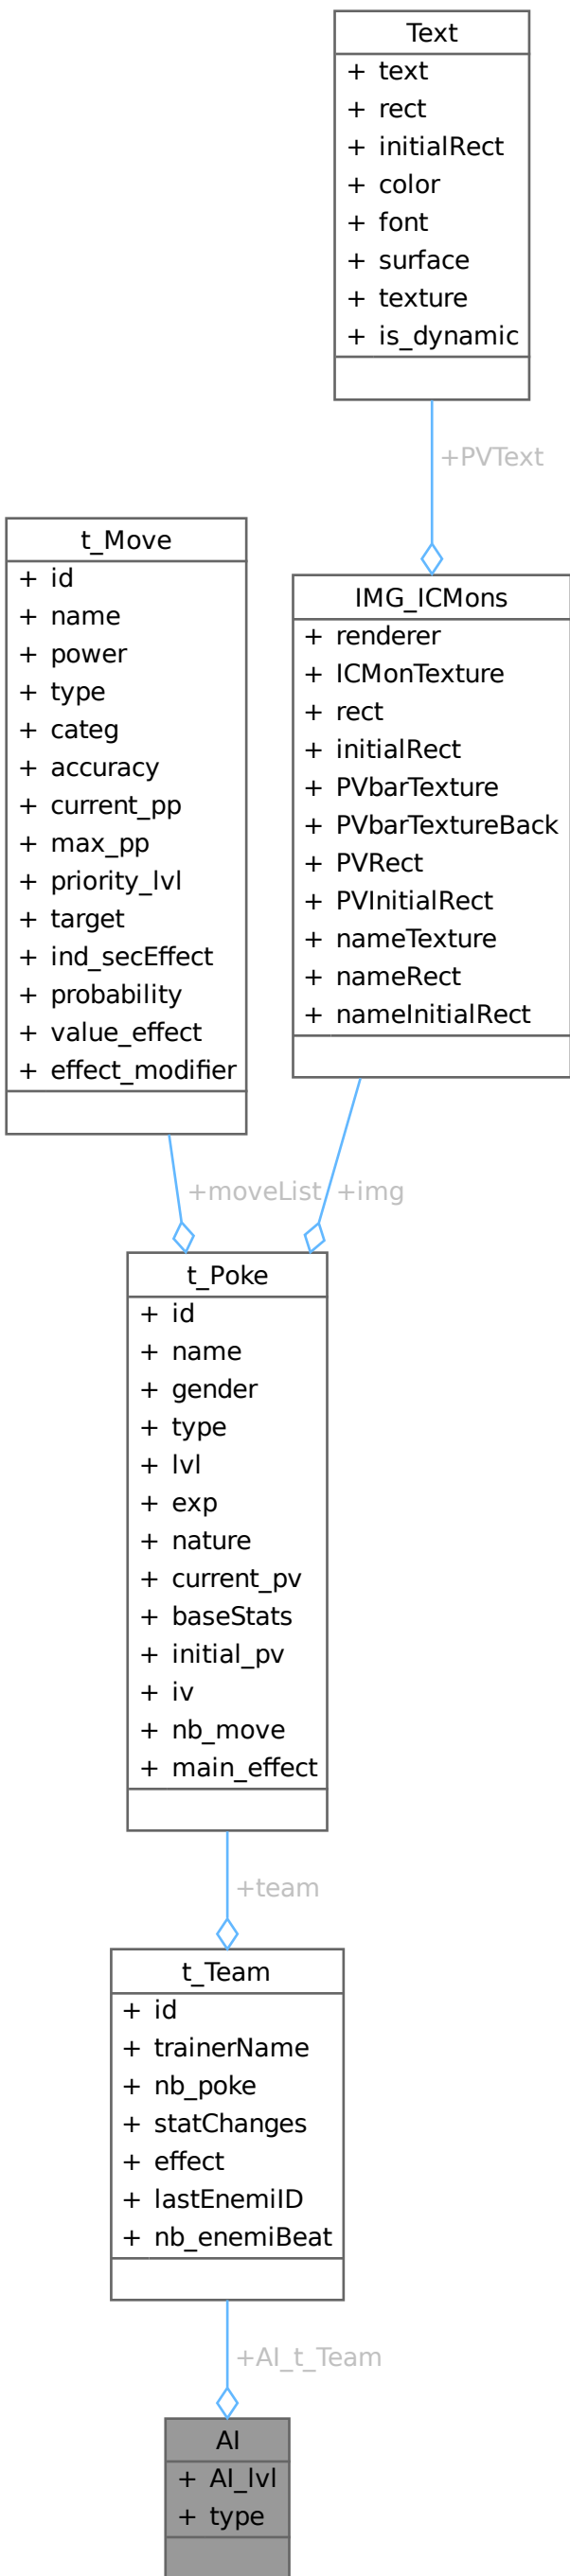 Text
+ text
+ rect
+ initialRect
+ color
+ font
+ surface
+ texture
+ is_dynamic
+PVText
t_Move
+ id
+ name
+ power
+ type
+ categ
+ accuracy
+ current_pp
+ max_pp
+ priority_lvl
+ target
+ ind_secEffect
+ probability
+ value_effect
+ effect_modifier
IMG_ICMons
+ renderer
+ ICMonTexture
+ rect
+ initialRect
+ PVbarTexture
+ PVbarTextureBack
+ PVRect
+ PVInitialRect
+ nameTexture
+ nameRect
+ nameInitialRect
+moveList
+img
t_Poke
+ id
+ name
+ gender
+ type
+ lvl
+ exp
+ nature
+ current_pv
+ baseStats
+ initial_pv
+ iv
+ nb_move
+ main_effect
+team
t_Team
+ id
+ trainerName
+ nb_poke
+ statChanges
+ effect
+ lastEnemiID
+ nb_enemiBeat
+AI_t_Team
AI
+ AI_lvl
+ type